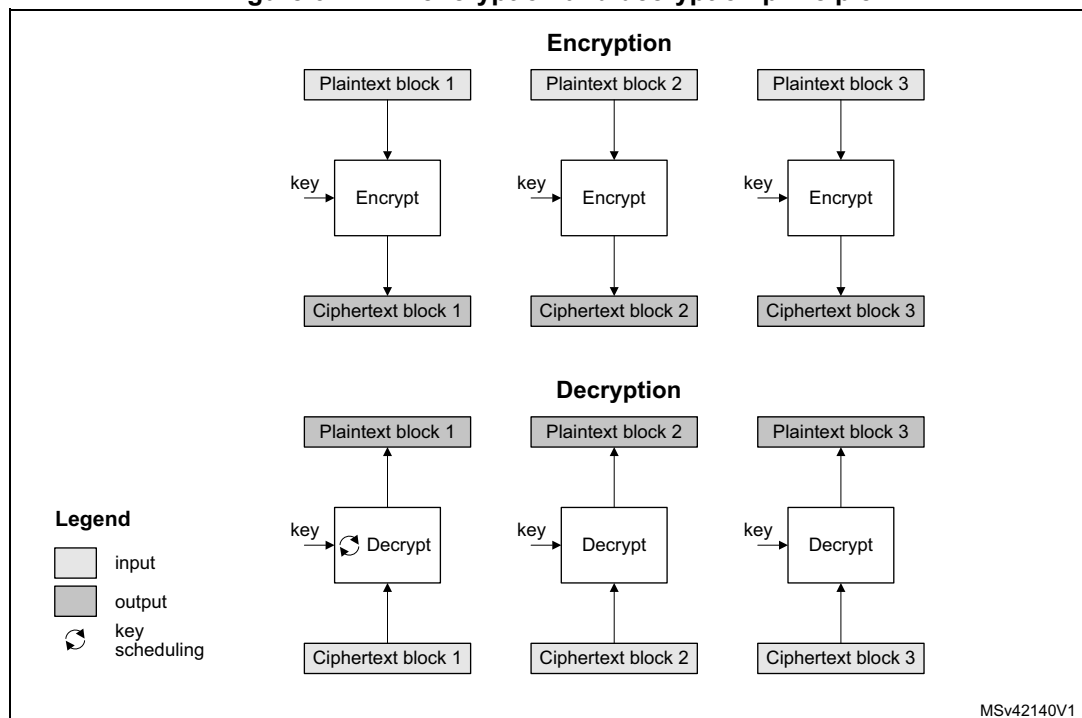 Encryption
Plaintext block 1 Plaintext block 2 Plaintext block 3
key Encrypt key Encrypt key Encrypt
Ciphertext block 1 Ciphertext block 2 Ciphertext block 3
Decryption
Plaintext block 1 Plaintext block 2 Plaintext block 3
Legend
key Decrypt key Decrypt key Decrypt
input
output
key
scheduling
Ciphertext block 1 Ciphertext block 2 Ciphertext block 3
MSv42140V1